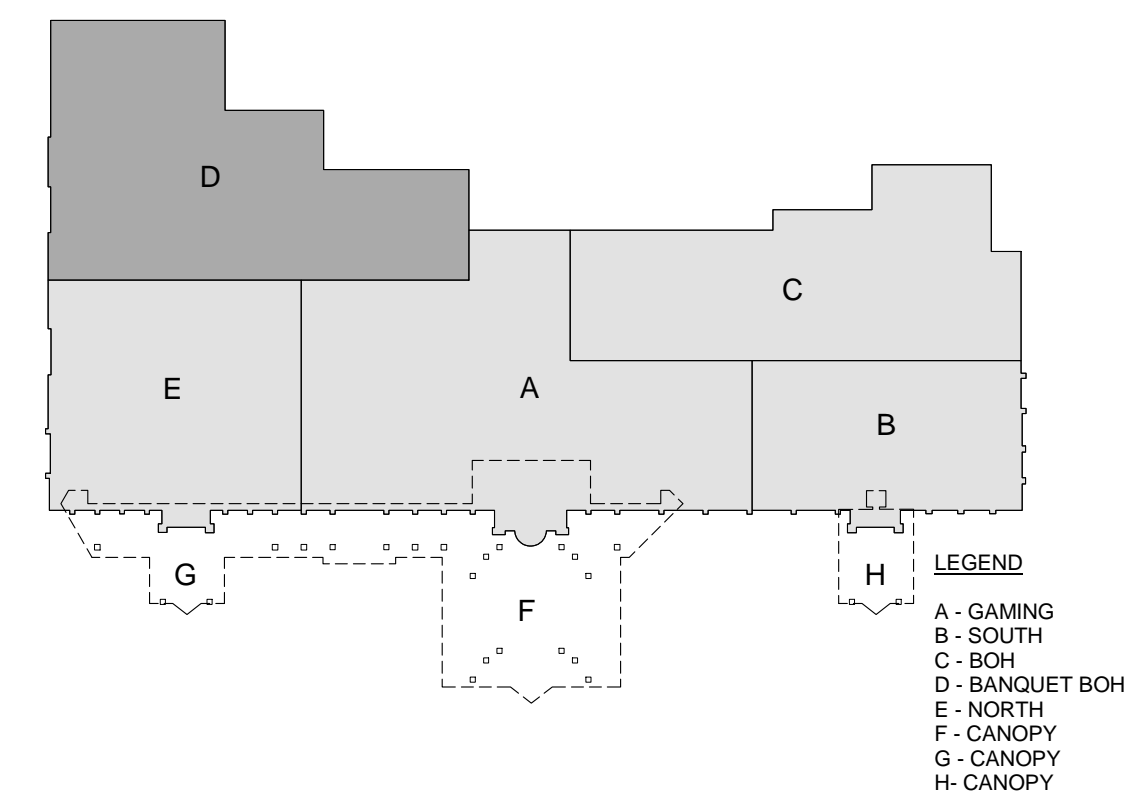 D
C
E
A
B
G
H
F
LEGEND
A - GAMING
B - SOUTH
C - BOH
D - BANQUET BOH
E - NORTH
F - CANOPY
G - CANOPY
H- CANOPY